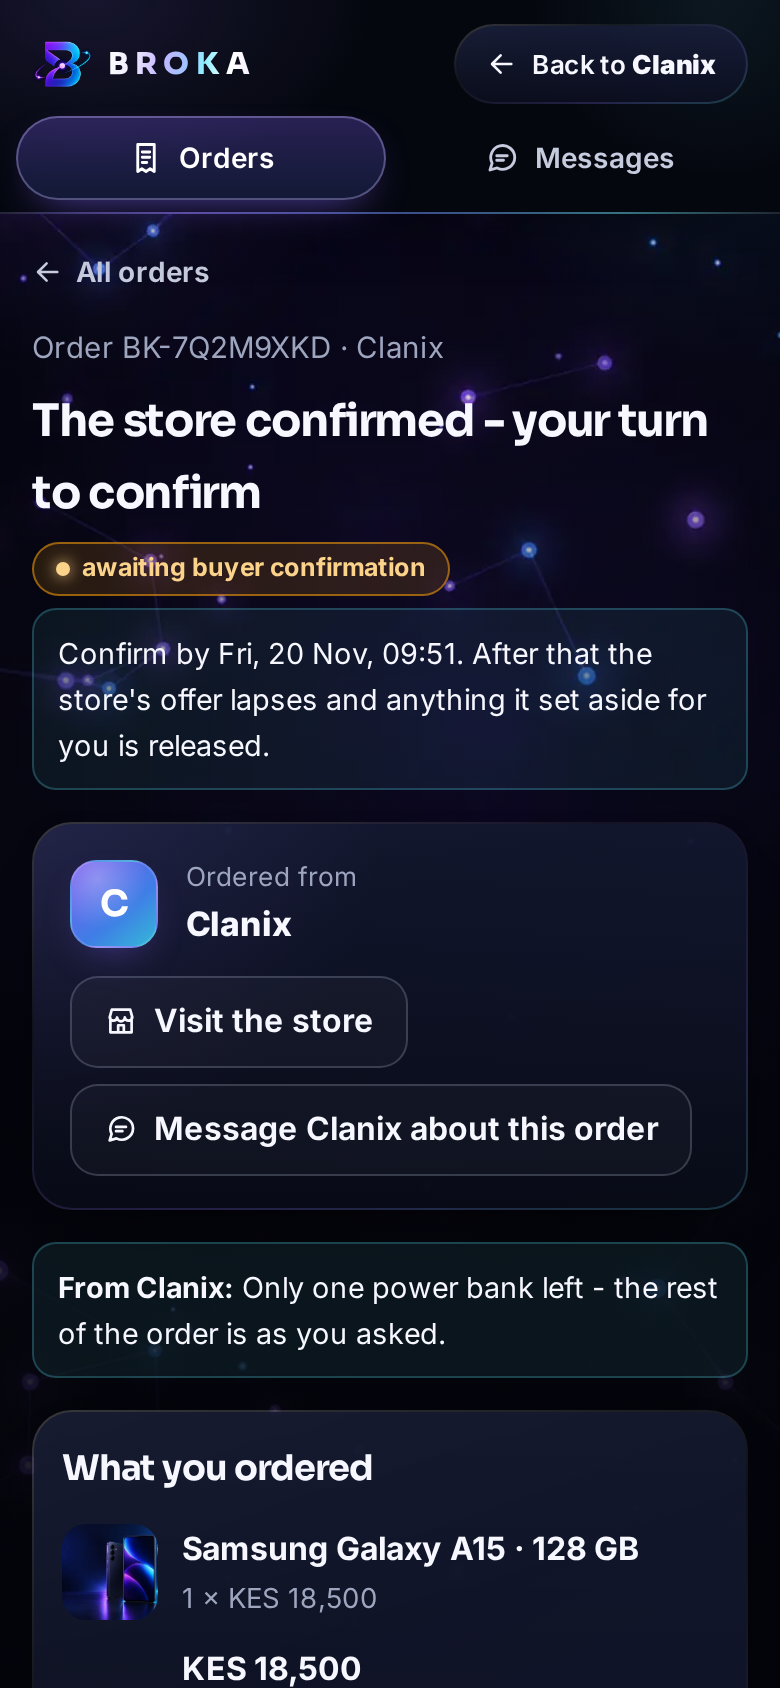 BROKA
Back to Clanix
Orders
Messages
All orders
Order BK-7Q2M9XKD · Clanix
The store confirmed - your turn
to confirm
awaiting buyer confirmation
Confirm by Fri, 20 Nov, 09:51. After that the
store's offer lapses and anything it set aside for
you is released.
C
Ordered from
Clanix
Visit the store
Message Clanix about this order
From Clanix: Only one power bank left - the rest
of the order is as you asked.
What you ordered
Samsung Galaxy A15 · 128 GB
1 × KES 18,500
KES 18,500